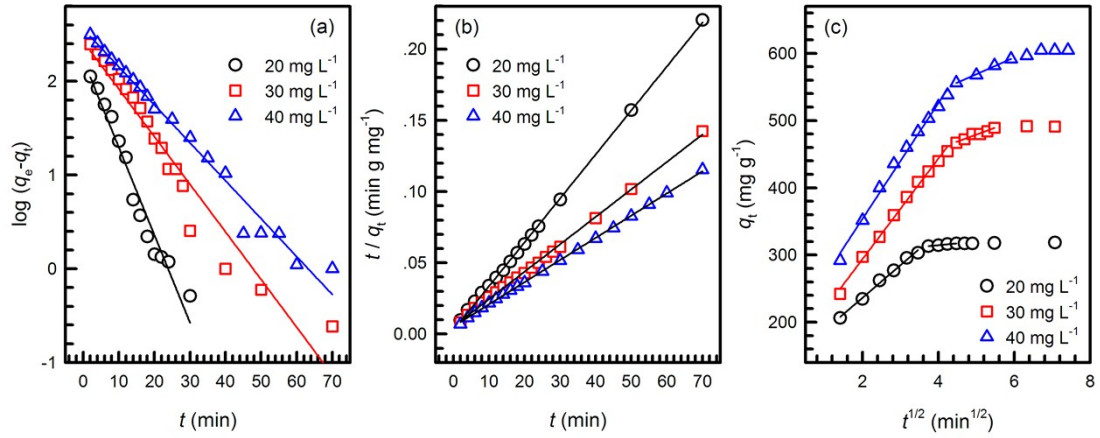 (a)
20 mg L⁻¹
30 mg L⁻¹
40 mg L⁻¹
log (qₑ-qₜ)
2
1
0
-1
0 10 20 30 40 50 60 70
t (min)
(b)
20 mg L⁻¹
30 mg L⁻¹
40 mg L⁻¹
t / qₜ (min g mg⁻¹)
.20
.15
.10
.05
0.00
0 10 20 30 40 50 60 70
t (min)
(c)
qₜ (mg g⁻¹)
600
500
400
300
200
20 mg L⁻¹
30 mg L⁻¹
40 mg L⁻¹
2 4 6 8
t¹/² (min¹/²)